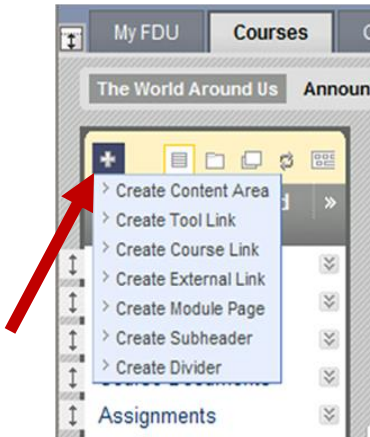 My FDU Courses C
The World Around Us Announ
> Create Content Area
> Create Tool Link
> Create Course Link
> Create External Link
> Create Module Page
> Create Subheader
> Create Divider
Assignments